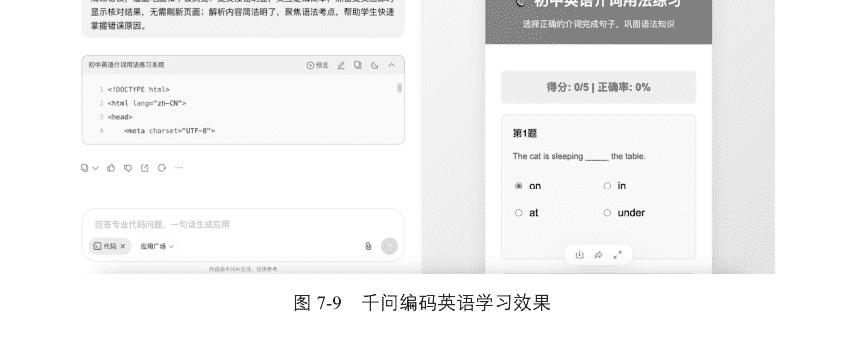 显示核对结果，无需刷新页面；解析内容简洁明了，聚焦语法考点，帮助学生快速
掌握错误原因。
初中英语介词用法练习系统
预览
1 <!DOCTYPE html>
2 <html lang="zh-CN">
3 <head>
4 <meta charset="UTF-8">
回答专业代码问题，一句话生成应用
代码 ×
应用广场
内容由千问AI生成，仅供参考
初中英语介词用法练习
选择正确的介词完成句子，巩固语法知识
得分: 0/5 | 正确率: 0%
第1题
The cat is sleeping _____ the table.
on
in
at
under
图 7-9 千问编码英语学习效果